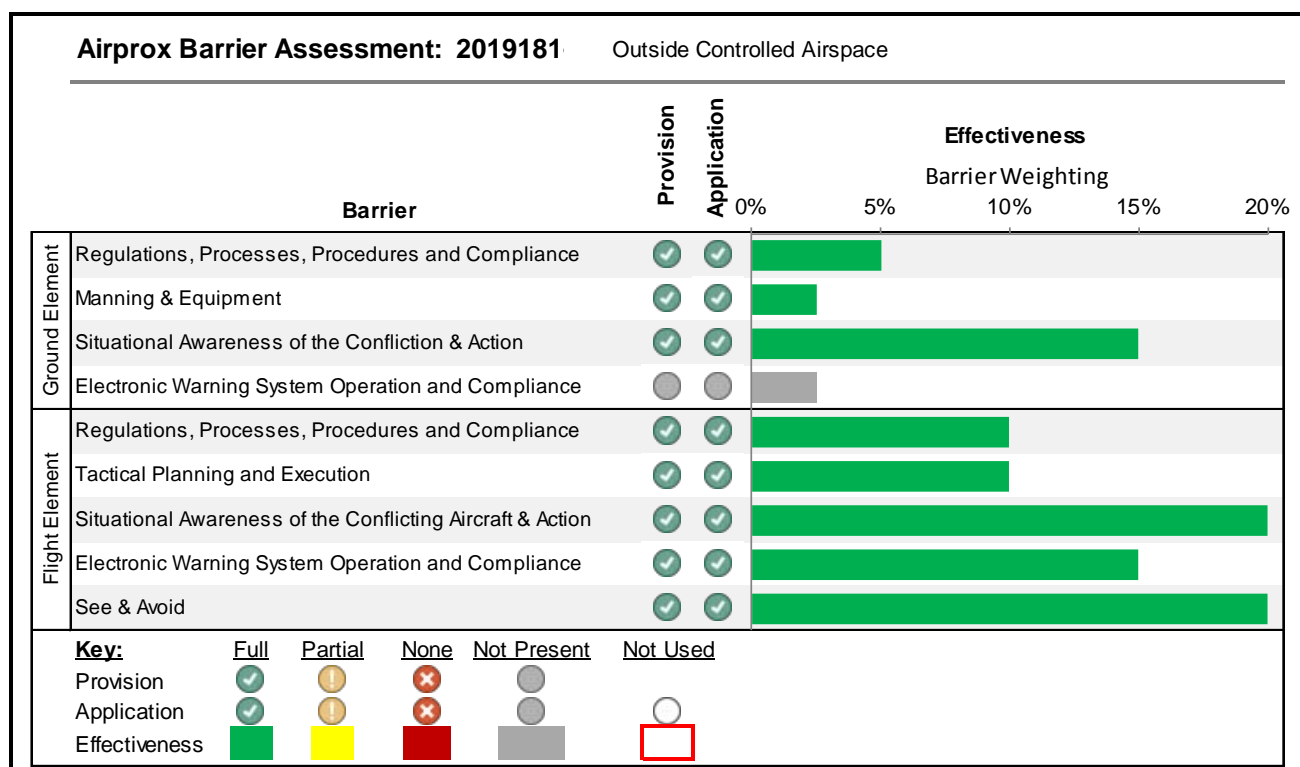 Airprox Barrier Assessment: 2019181 Outside Controlled Airspace
Provision
Application
Effectiveness
Barrier Weighting
Barrier
0% 5% 10% 15% 20%
Ground Element
Regulations, Processes, Procedures and Compliance
Manning & Equipment
Situational Awareness of the Confliction & Action
Electronic Warning System Operation and Compliance
Flight Element
Regulations, Processes, Procedures and Compliance
Tactical Planning and Execution
Situational Awareness of the Conflicting Aircraft & Action
Electronic Warning System Operation and Compliance
See & Avoid
Key: Full Partial None Not Present Not Used
Provision
Application
Effectiveness